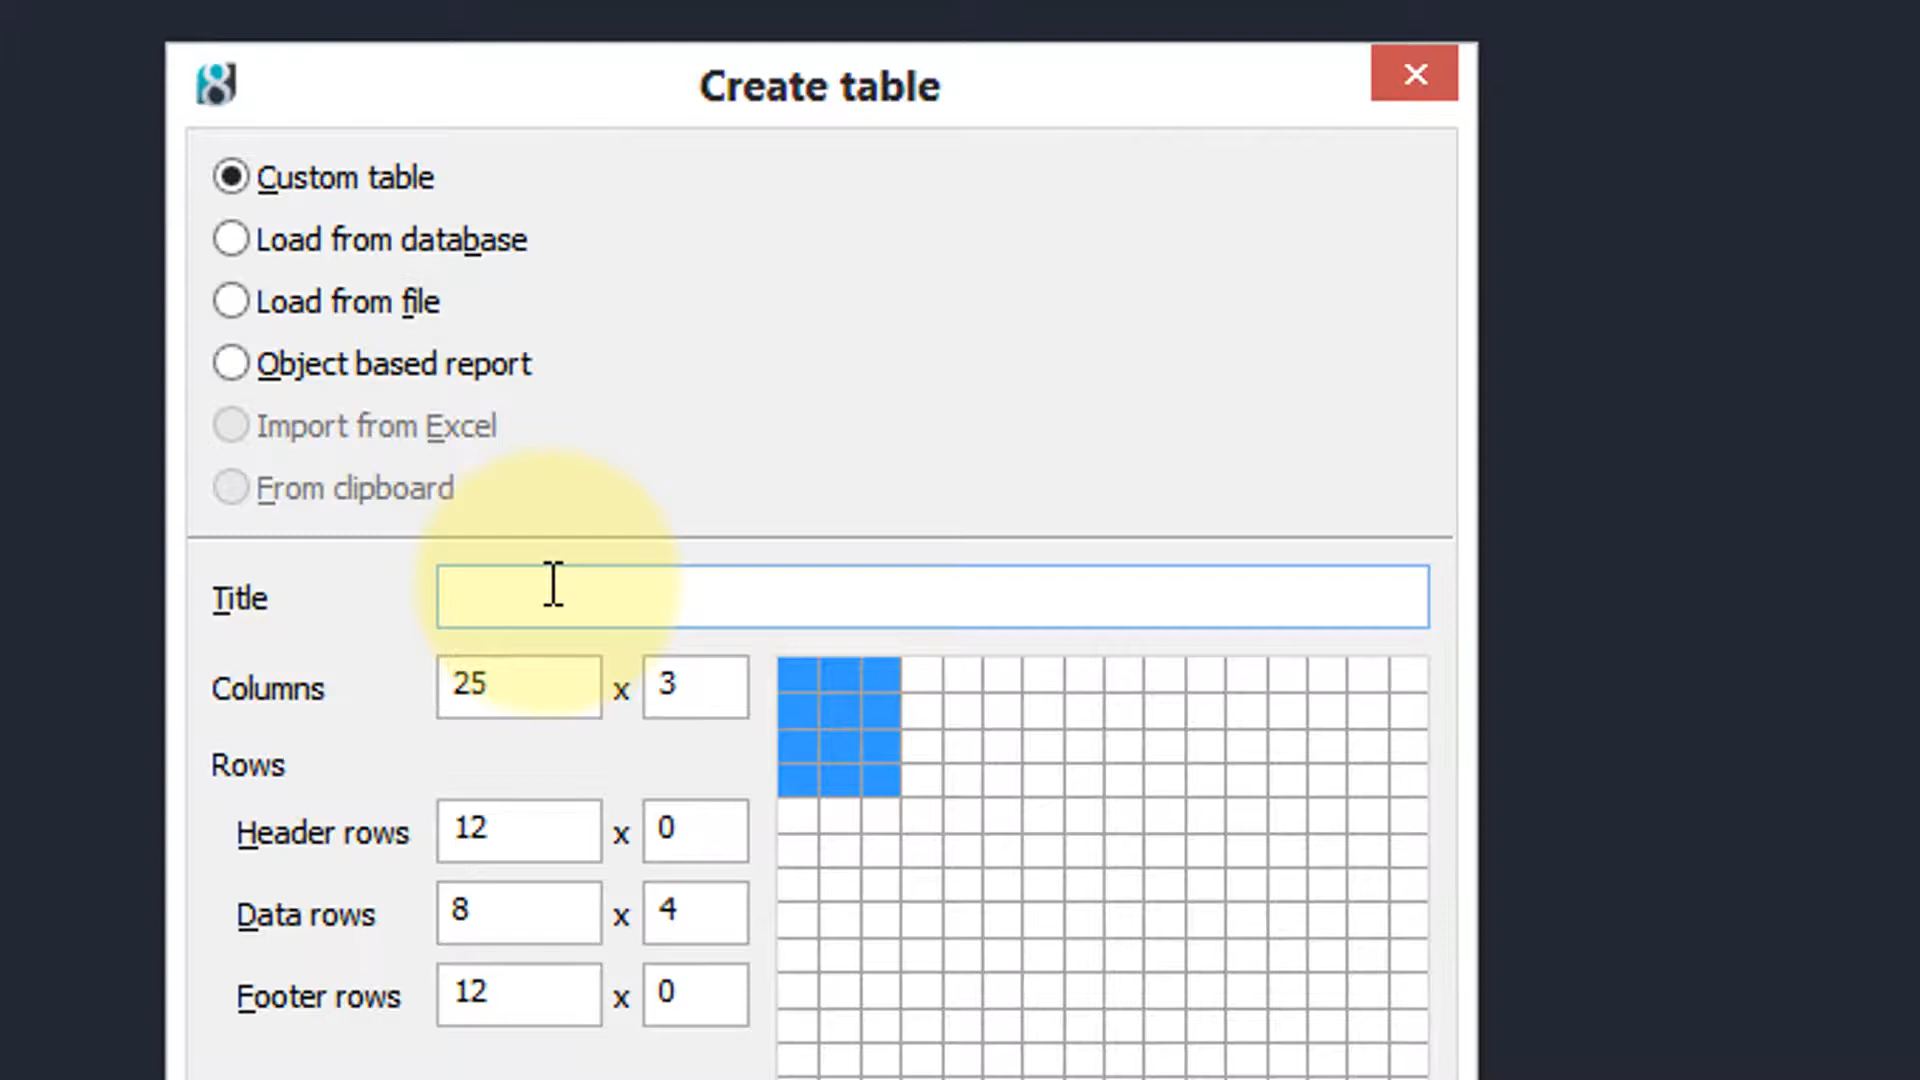 8
Create table
Custom table
Load from database
Load from file
Object based report
Import from Excel
From clipboard
Title
Columns 25 x 3
Rows
Header rows 12 x 0
Data rows 8 x 4
Footer rows 12 x 0